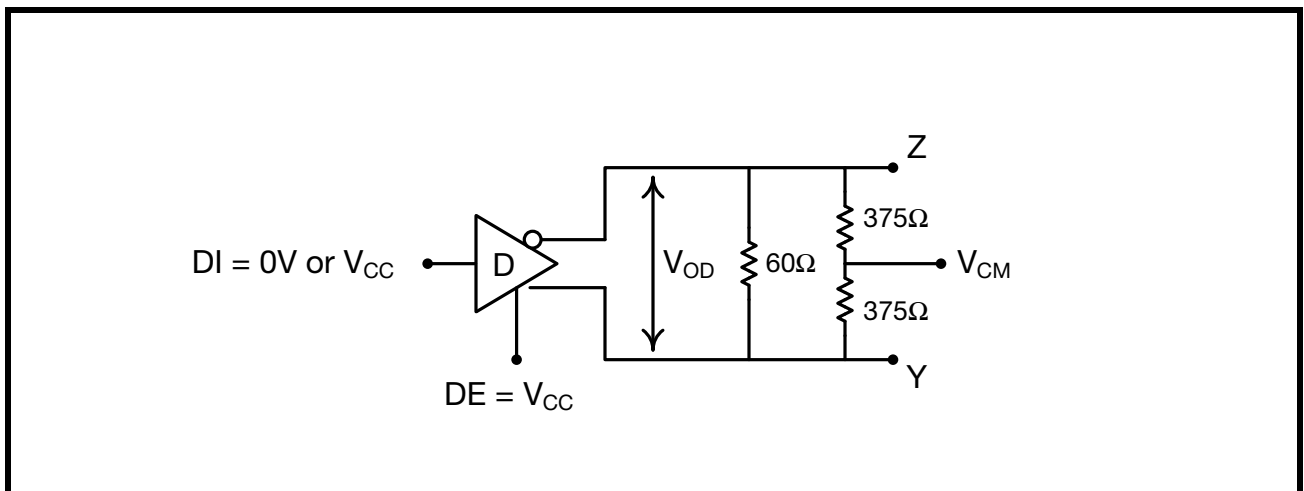 Z
375Ω
DI = 0V or VCC
D
VOD
60Ω
VCM
375Ω
Y
DE = VCC